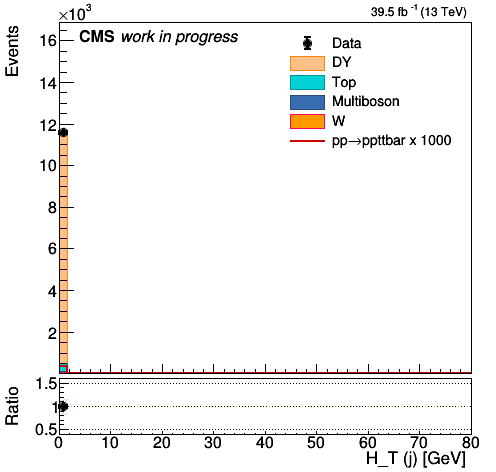 ×10³
39.5 fb⁻¹ (13 TeV)
Events
CMS work in progress
Data
DY
Top
Multiboson
W
pp→ppttbar x 1000
16
14
12
10
8
6
4
2
Ratio
1.5
1
0.5
0 10 20 30 40 50 60 70 80
H_T (j) [GeV]